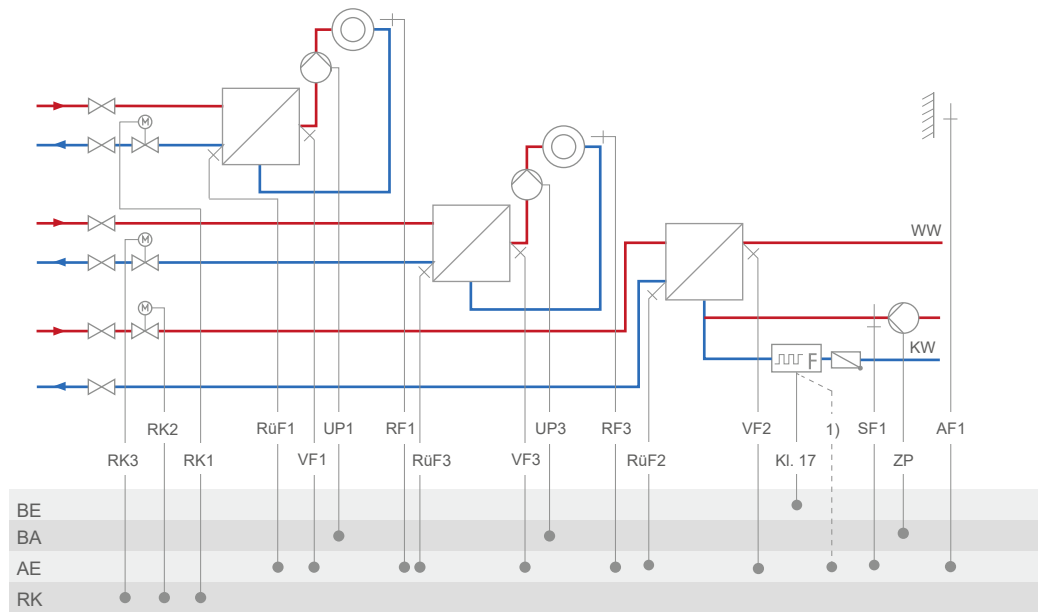 M
M
WW
M
F
KW
RK2 RüF1 UP1 RF1 UP3 RF3 VF2 1) SF1 AF1
RK3 RK1 VF1 RüF3 VF3 RüF2 Kl. 17 ZP
BE
BA
AE
RK